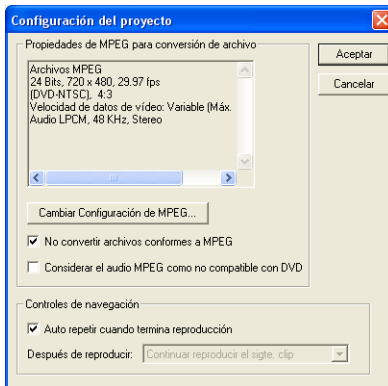 Configuración del proyecto
Propiedades de MPEG para conversión de archivo
Aceptar
Cancelar
Archivos MPEG
24 Bits, 720 x 480, 29.97 fps
(DVD-NTSC), 4:3
Velocidad de datos de vídeo: Variable (Máx.
Audio LPCM, 48 KHz, Stereo
Cambiar Configuración de MPEG...
No convertir archivos conformes a MPEG
Considerar el audio MPEG como no compatible con DVD
Controles de navegación
Auto repetir cuando termina reproducción
Después de reproducir: Continuar reproducir el sigte. clip